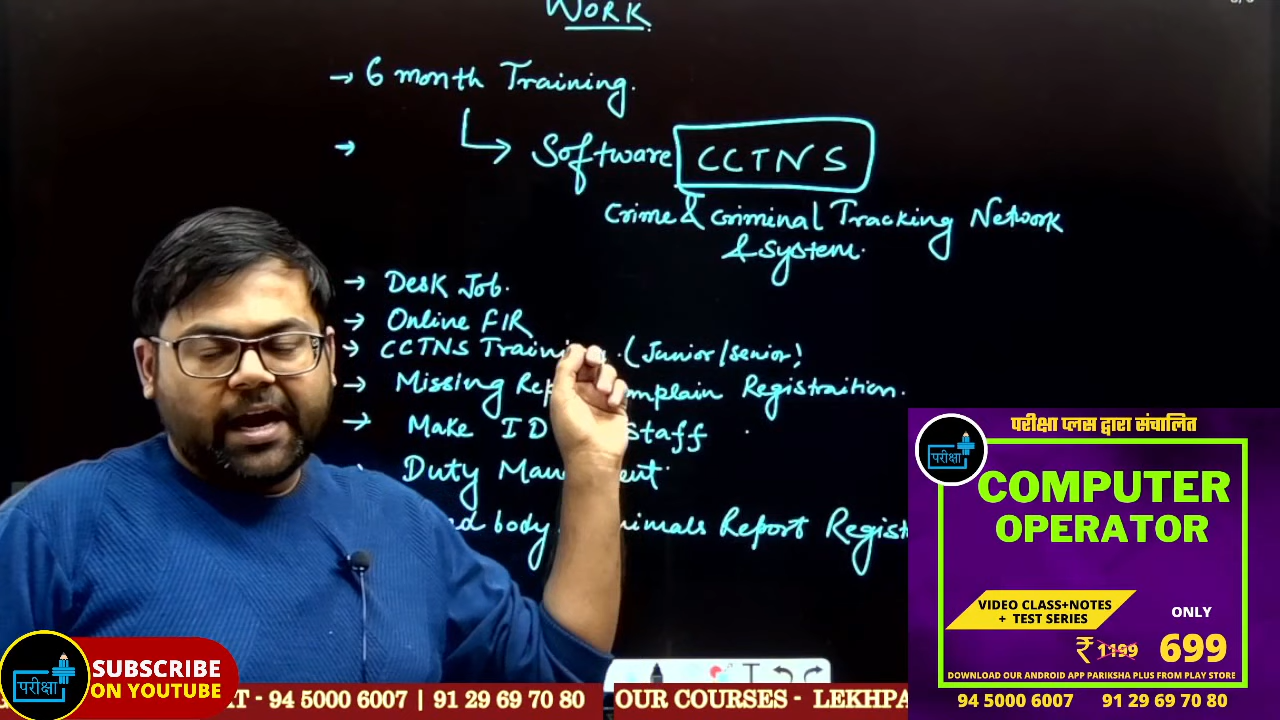 WORK
→ 6 month Training.
→ Software CCTNS
Crime & Criminal Tracking Network
& System.
→ Desk Job.
→ Online FIR
→ CCTNS Training. (Junior/Senior)
→ Missing Registraition.
→ Make ID staff
Duty
body Report
परीक्षा प्लस द्वारा संचालित
परीक्षा
COMPUTER
OPERATOR
VIDEO CLASS+NOTES
+ TEST SERIES
ONLY
₹ 1199 699
DOWNLOAD OUR ANDROID APP PARIKSHA PLUS FROM PLAY STORE
94 5000 6007 91 29 69 70 80
परीक्षा
SUBSCRIBE
ON YOUTUBE
- 94 5000 6007 | 91 29 69 70 80 OUR COURSES -